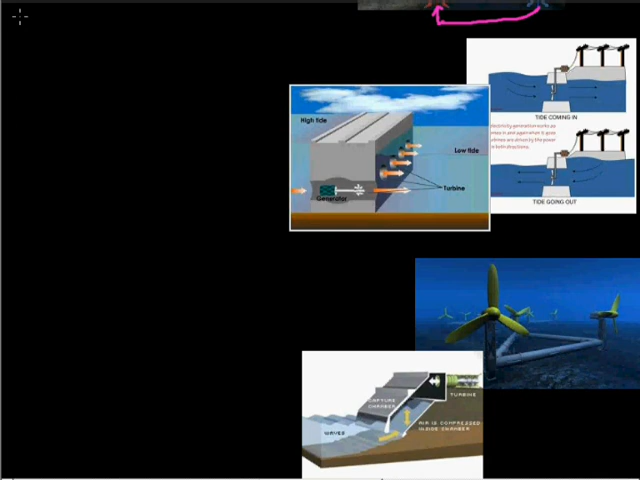 TIDE COMING IN
TIDE GOING OUT
High tide
Low tide
Turbine
Generator
CAPTURE
CHAMBER
TURBINE
AIR IS COMPRESSED
INSIDE CHAMBER
WAVES